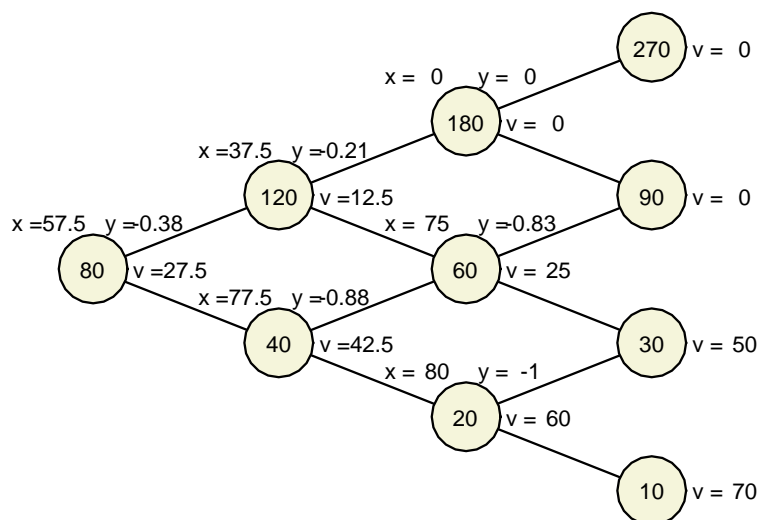 270 v = 0
x = 0 y = 0
180 v = 0
x =37.5 y =-0.21
120 v =12.5
90 v = 0
x =57.5 y =-0.38
x = 75 y =-0.83
80 v =27.5
60 v = 25
x =77.5 y =-0.88
40 v =42.5
30 v = 50
x = 80 y = -1
20 v = 60
10 v = 70